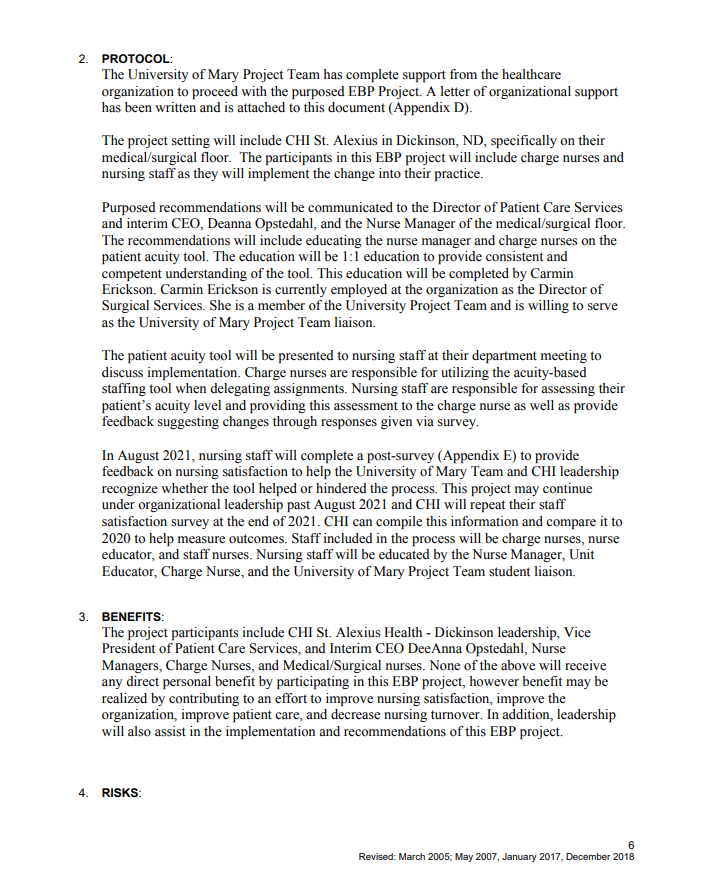 2. PROTOCOL:
The University of Mary Project Team has complete support from the healthcare
organization to proceed with the purposed EBP Project. A letter of organizational support
has been written and is attached to this document (Appendix D).
The project setting will include CHI St. Alexius in Dickinson, ND, specifically on their
medical/surgical floor. The participants in this EBP project will include charge nurses and
nursing staff as they will implement the change into their practice.
Purposed recommendations will be communicated to the Director of Patient Care Services
and interim CEO, Deanna Opstedahl, and the Nurse Manager of the medical/surgical floor.
The recommendations will include educating the nurse manager and charge nurses on the
patient acuity tool. The education will be 1:1 education to provide consistent and
competent understanding of the tool. This education will be completed by Carmin
Erickson. Carmin Erickson is currently employed at the organization as the Director of
Surgical Services. She is a member of the University Project Team and is willing to serve
as the University of Mary Project Team liaison.
The patient acuity tool will be presented to nursing staff at their department meeting to
discuss implementation. Charge nurses are responsible for utilizing the acuity-based
staffing tool when delegating assignments. Nursing staff are responsible for assessing their
patient's acuity level and providing this assessment to the charge nurse as well as provide
feedback suggesting changes through responses given via survey.
In August 2021, nursing staff will complete a post-survey (Appendix E) to provide
feedback on nursing satisfaction to help the University of Mary Team and CHI leadership
recognize whether the tool helped or hindered the process. This project may continue
under organizational leadership past August 2021 and CHI will repeat their staff
satisfaction survey at the end of 2021. CHI can compile this information and compare it to
2020 to help measure outcomes. Staff included in the process will be charge nurses, nurse
educator, and staff nurses. Nursing staff will be educated by the Nurse Manager, Unit
Educator, Charge Nurse, and the University of Mary Project Team student liaison.
3. BENEFITS:
The project participants include CHI St. Alexius Health - Dickinson leadership, Vice
President of Patient Care Services, and Interim CEO DeeAnna Opstedahl, Nurse
Managers, Charge Nurses, and Medical/Surgical nurses. None of the above will receive
any direct personal benefit by participating in this EBP project, however benefit may be
realized by contributing to an effort to improve nursing satisfaction, improve the
organization, improve patient care, and decrease nursing turnover. In addition, leadership
will also assist in the implementation and recommendations of this EBP project.
4. RISKS:
6
Revised: March 2005; May 2007, January 2017, December 2018